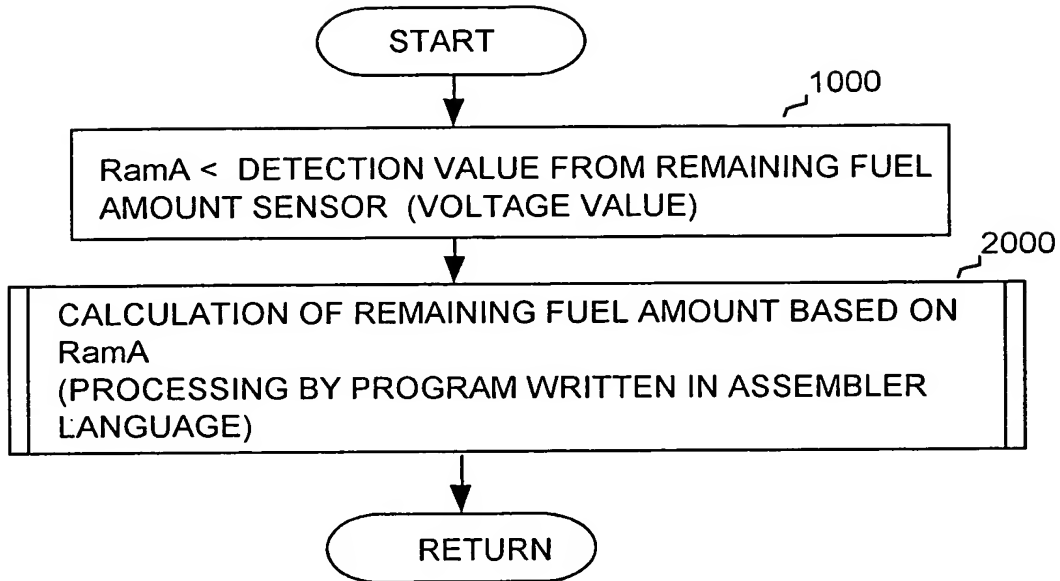 START
1000
RamA < DETECTION VALUE FROM REMAINING FUEL
AMOUNT SENSOR (VOLTAGE VALUE)
2000
CALCULATION OF REMAINING FUEL AMOUNT BASED ON
RamA
(PROCESSING BY PROGRAM WRITTEN IN ASSEMBLER
LANGUAGE)
RETURN